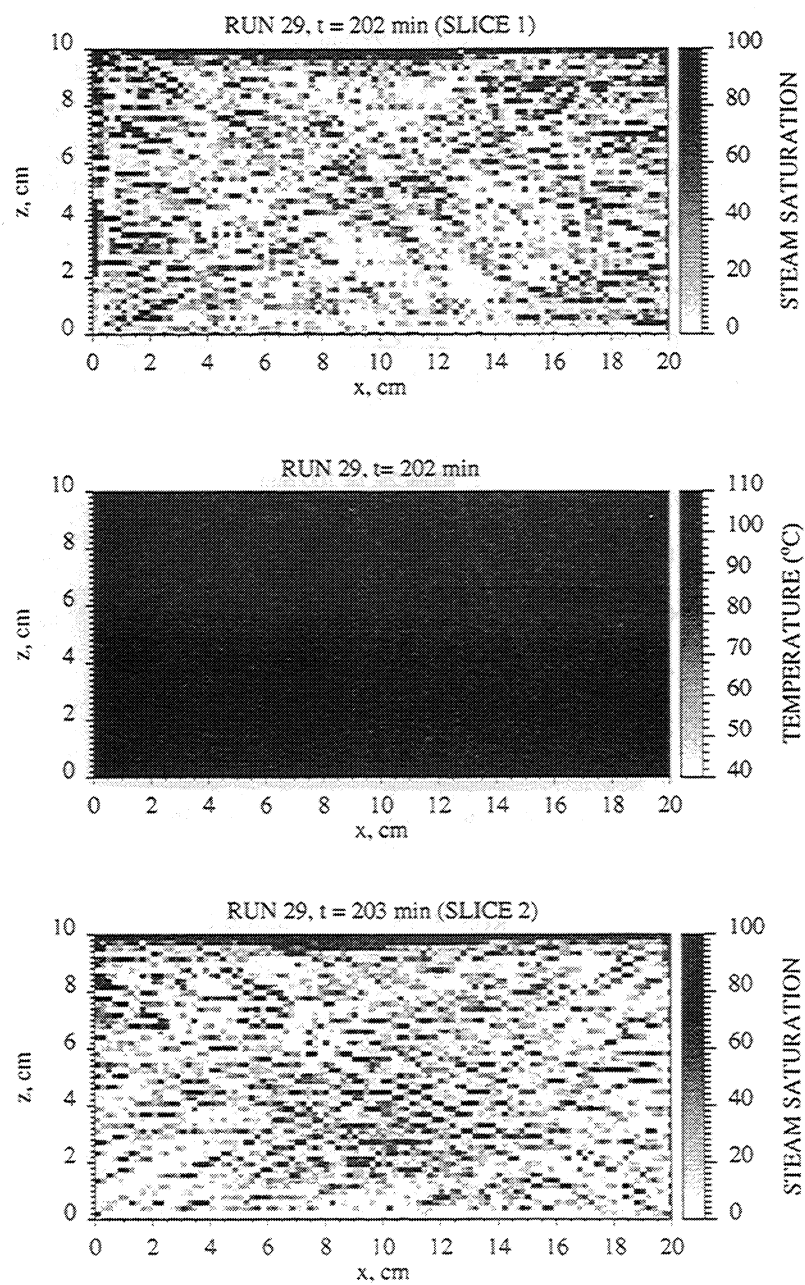 RUN 29, t = 202 min (SLICE 1)
10
8
6
4
2
0
z, cm
0 2 4 6 8 10 12 14 16 18 20
x, cm
100
80
60
40
20
0
STEAM SATURATION
RUN 29, t= 202 min
10
8
6
4
2
0
z, cm
0 2 4 6 8 10 12 14 16 18 20
x, cm
110
100
90
80
70
60
50
40
TEMPERATURE (°C)
RUN 29, t = 203 min (SLICE 2)
10
8
6
4
2
0
z, cm
0 2 4 6 8 10 12 14 16 18 20
x, cm
100
80
60
40
20
0
STEAM SATURATION